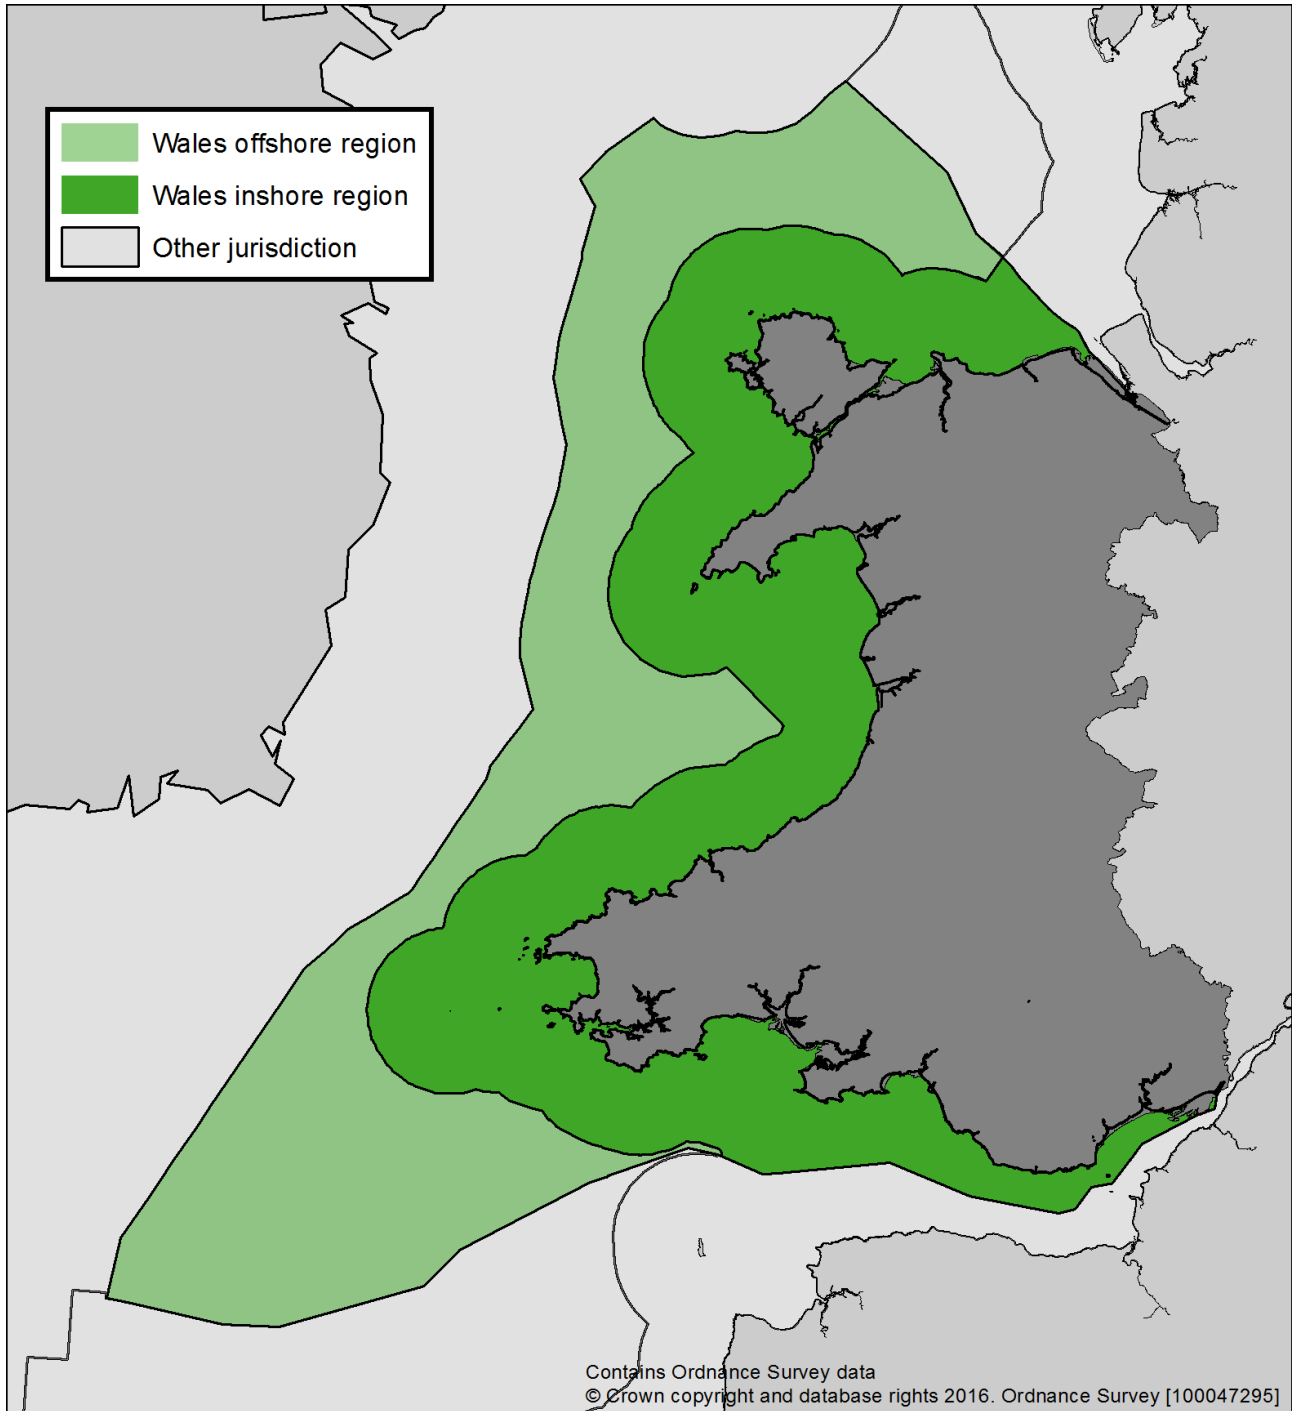 Wales offshore region
Wales inshore region
Other jurisdiction
Contains Ordnance Survey data
© Crown copyright and database rights 2016. Ordnance Survey [100047295]